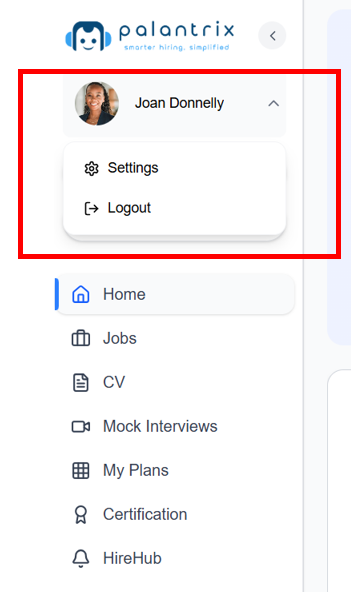 palantrix
smarter hiring, simplified
Joan Donnelly
Settings
Logout
Home
Jobs
CV
Mock Interviews
My Plans
Certification
HireHub